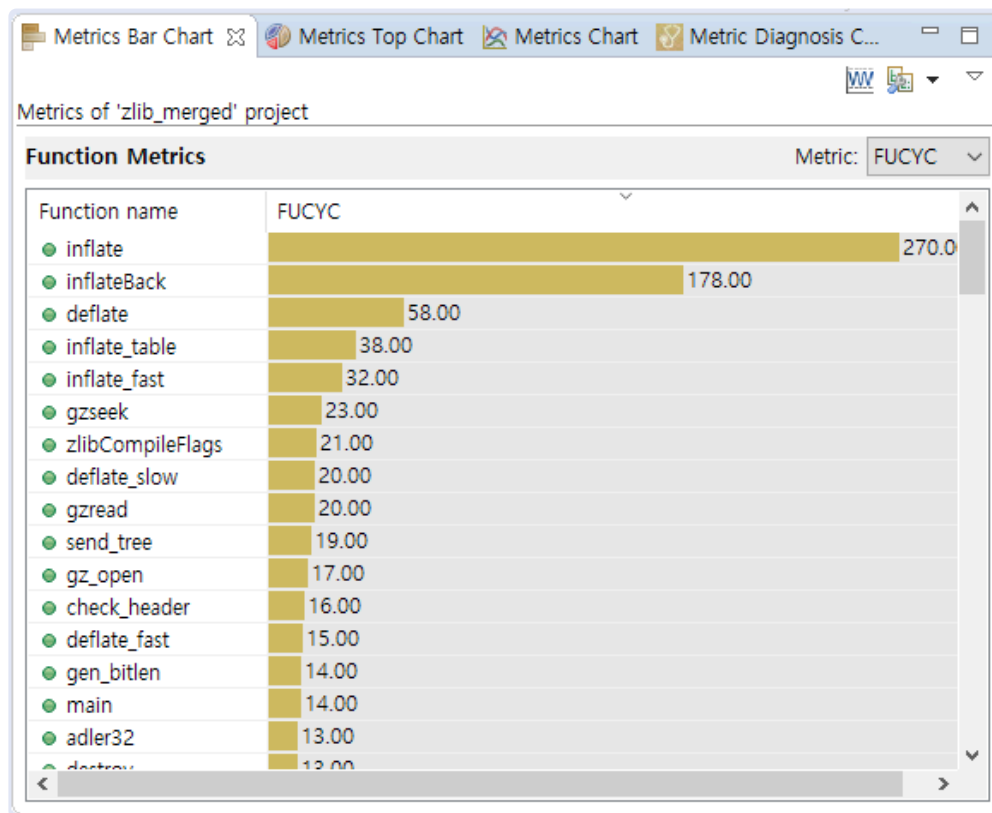 Metrics Bar Chart Metrics Top Chart Metrics Chart Metric Diagnosis C...
Metrics of 'zlib_merged' project
Function Metrics Metric: FUCYC
Function name FUCYC
inflate 270.0
inflateBack 178.00
deflate 58.00
inflate_table 38.00
inflate_fast 32.00
gzseek 23.00
zlibCompileFlags 21.00
deflate_slow 20.00
gzread 20.00
send_tree 19.00
gz_open 17.00
check_header 16.00
deflate_fast 15.00
gen_bitlen 14.00
main 14.00
adler32 13.00
destroy 13.00